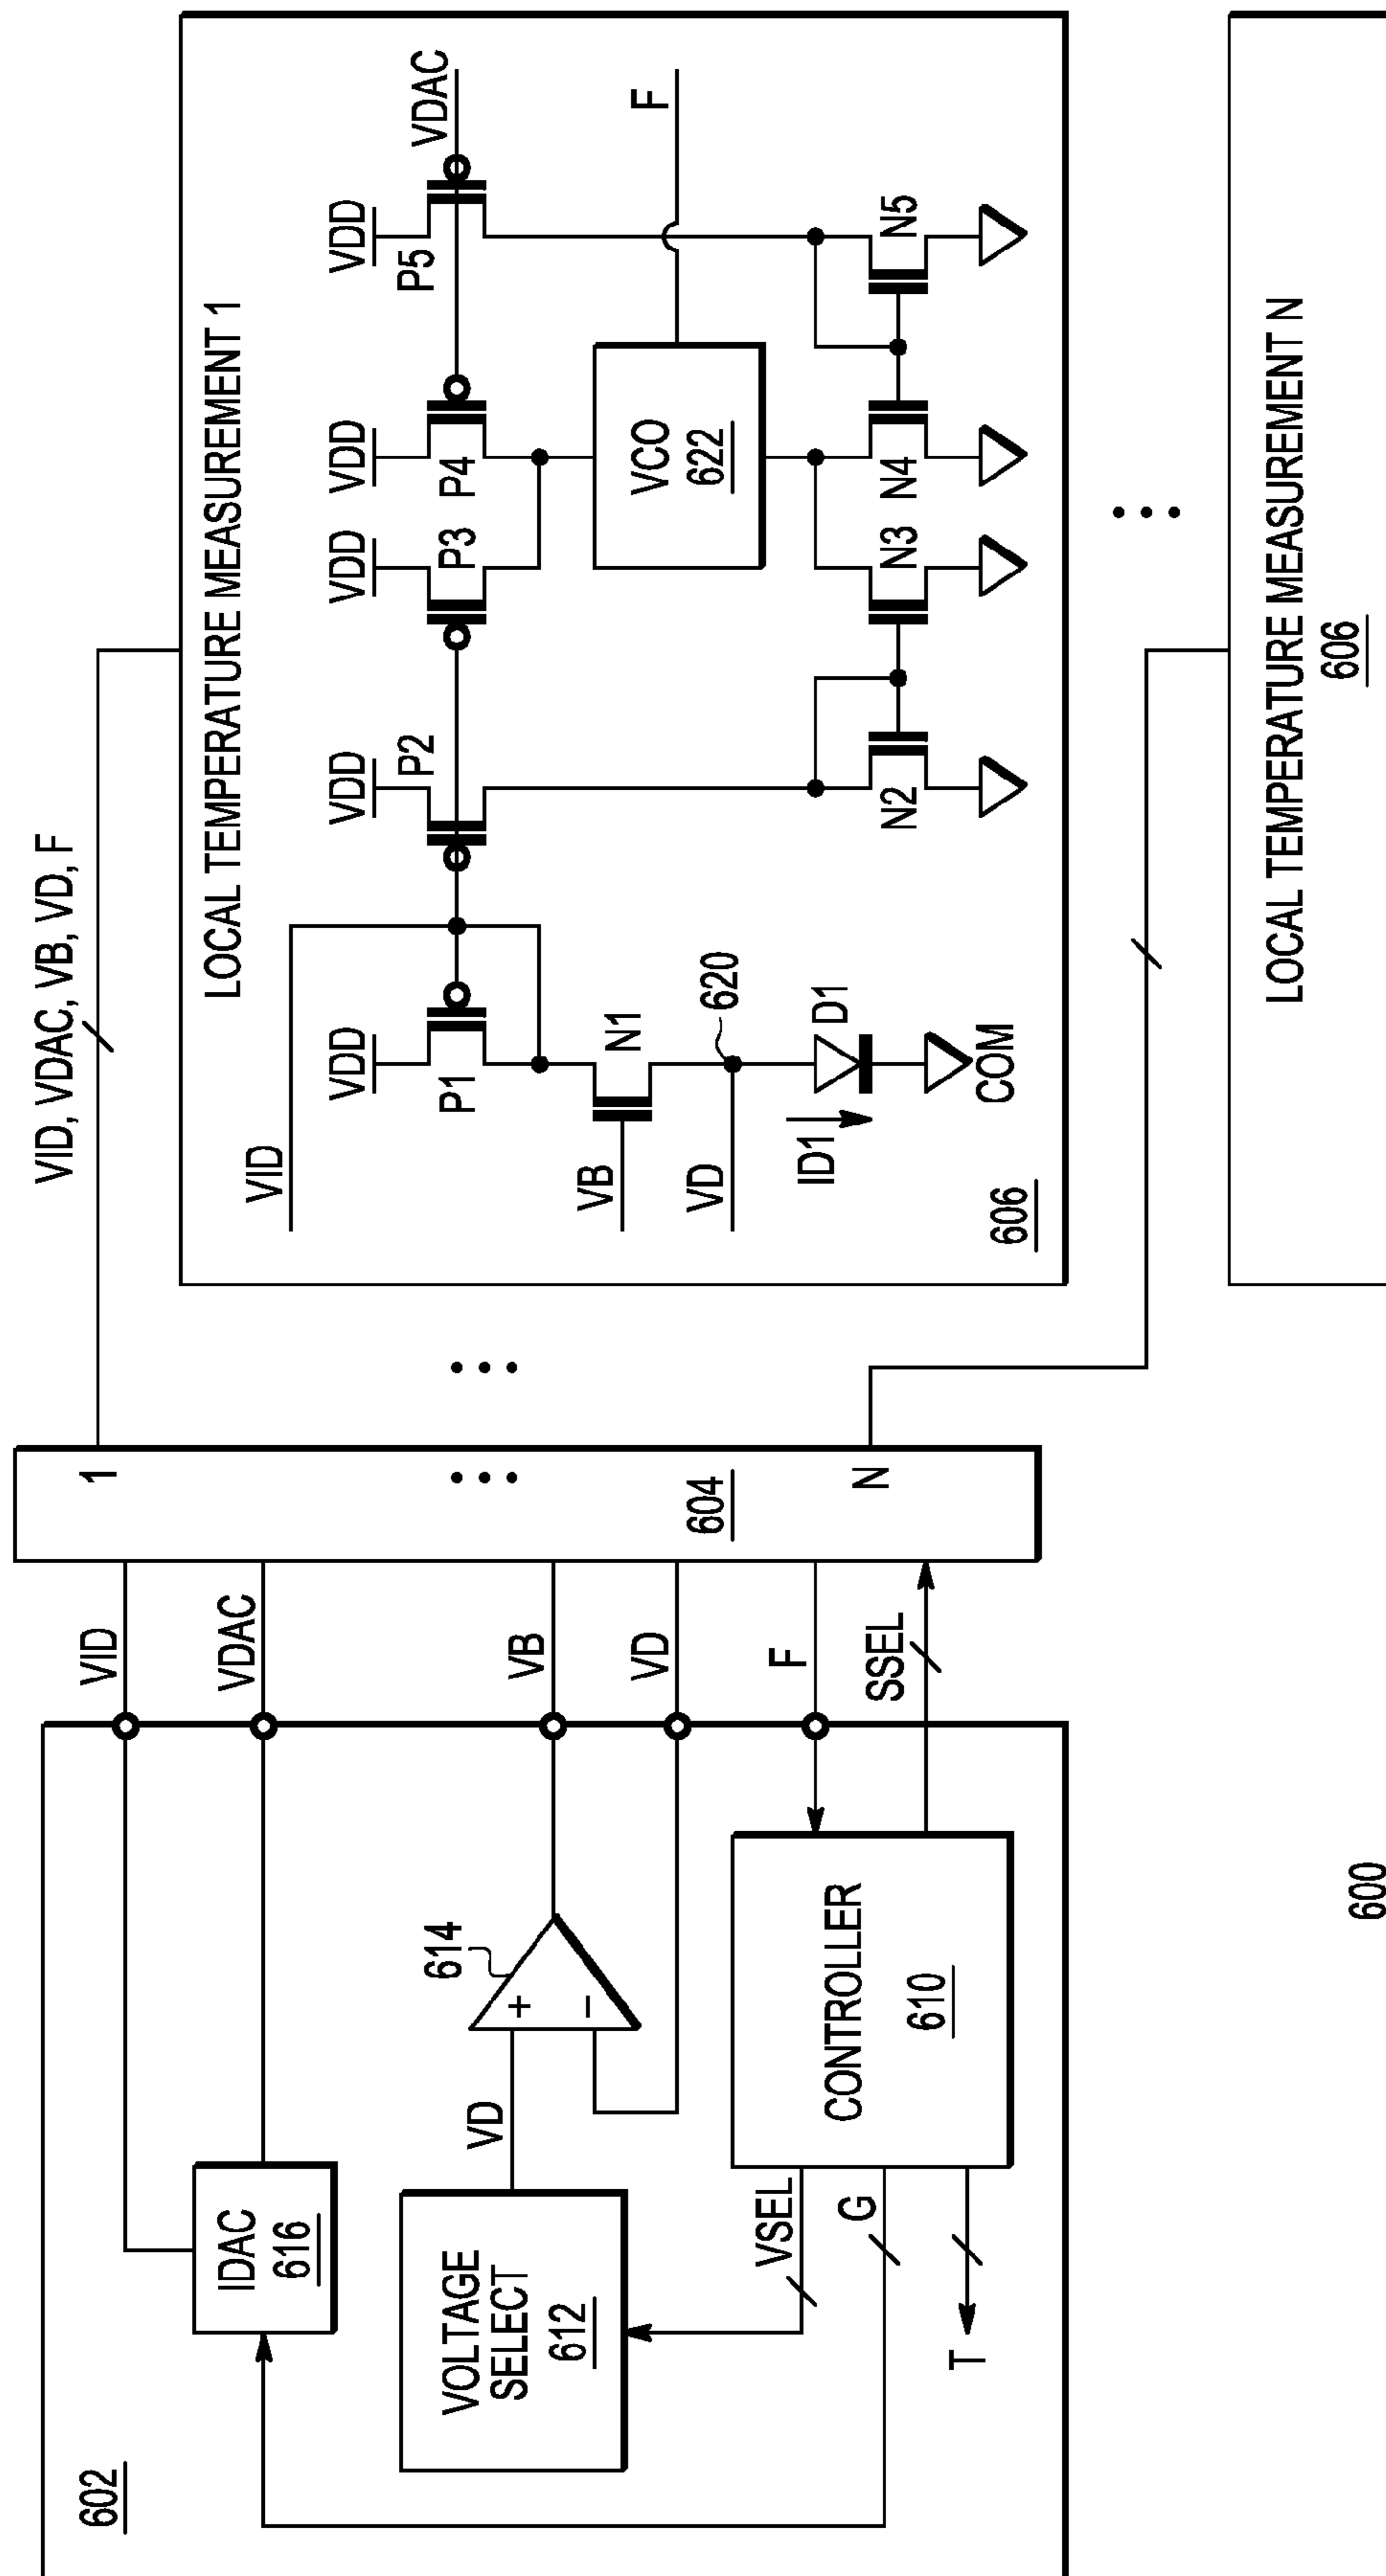 602
IDAC
616
VOLTAGE
SELECT
612
VD
614
+
–
CONTROLLER
610
VSEL
G
T
VID
VDAC
VB
VD
F
SSEL
1
604
N
VID, VDAC, VB, VD, F
LOCAL TEMPERATURE MEASUREMENT 1
VID
VDD
P1
VB
N1
VD
620
ID1
D1
COM
606
VDD
P2
N2
VDD
P3
N3
VDD
P4
VCO
622
N4
VDD
P5
VDAC
F
N5
LOCAL TEMPERATURE MEASUREMENT N
606
600